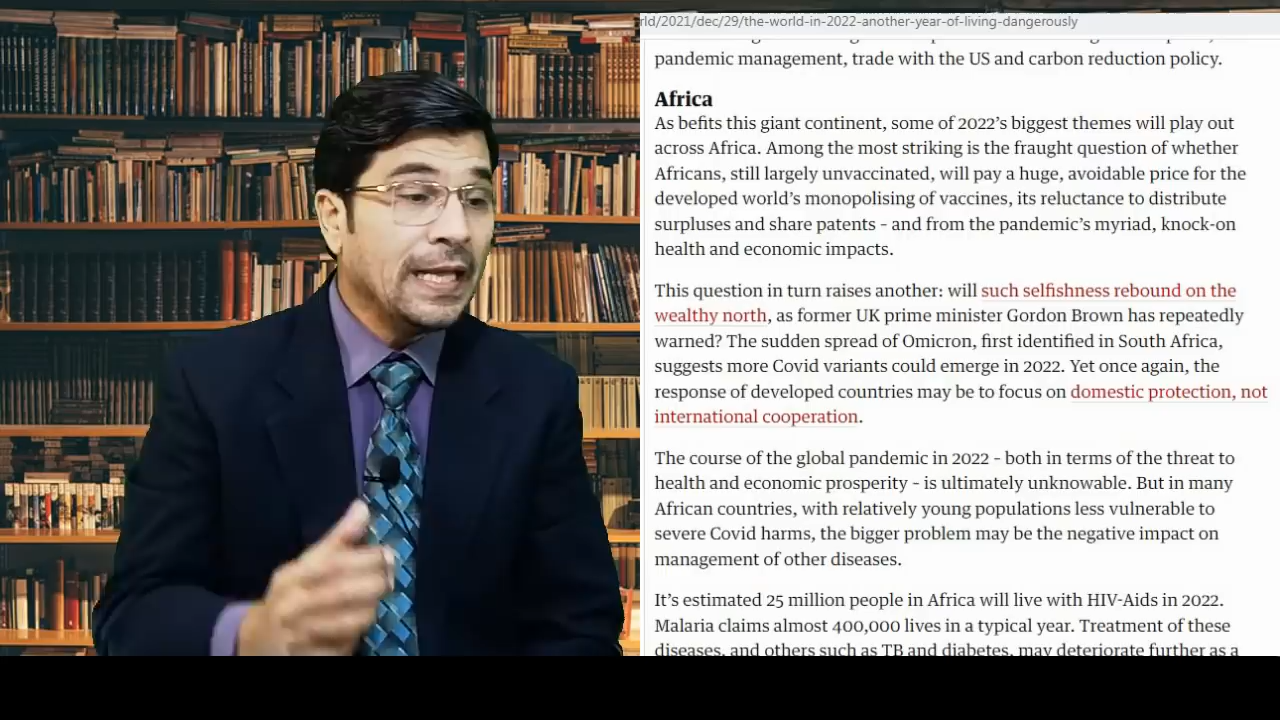 rld/2021/dec/29/the-world-in-2022-another-year-of-living-dangerously
pandemic management, trade with the US and carbon reduction policy.
Africa
As befits this giant continent, some of 2022’s biggest themes will play out
across Africa. Among the most striking is the fraught question of whether
Africans, still largely unvaccinated, will pay a huge, avoidable price for the
developed world’s monopolising of vaccines, its reluctance to distribute
surpluses and share patents – and from the pandemic’s myriad, knock-on
health and economic impacts.
This question in turn raises another: will such selfishness rebound on the
wealthy north, as former UK prime minister Gordon Brown has repeatedly
warned? The sudden spread of Omicron, first identified in South Africa,
suggests more Covid variants could emerge in 2022. Yet once again, the
response of developed countries may be to focus on domestic protection, not
international cooperation.
The course of the global pandemic in 2022 – both in terms of the threat to
health and economic prosperity – is ultimately unknowable. But in many
African countries, with relatively young populations less vulnerable to
severe Covid harms, the bigger problem may be the negative impact on
management of other diseases.
It’s estimated 25 million people in Africa will live with HIV-Aids in 2022.
Malaria claims almost 400,000 lives in a typical year. Treatment of these
diseases, and others such as TB and diabetes, may deteriorate further as a